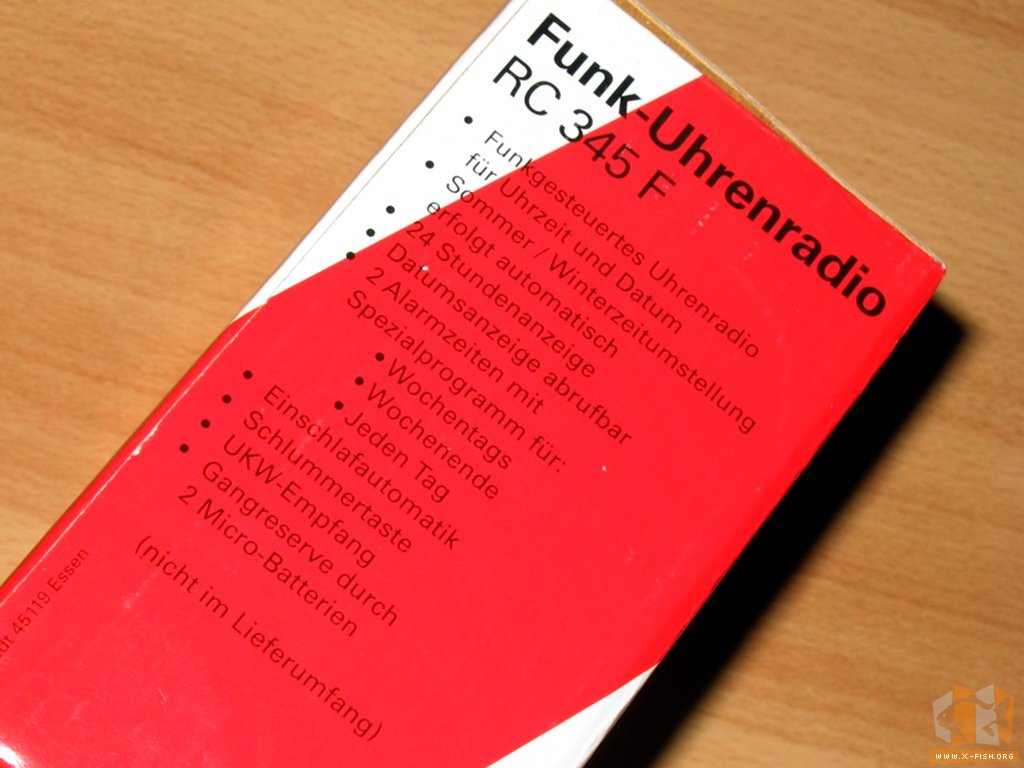 Funk-Uhrenradio
RC 345 F
• Funkgesteuertes Uhrenradio
für Uhrzeit und Datum
• Sommer / Winterzeitumstellung
erfolgt automatisch
• 24 Stundenanzeige
• Datumsanzeige abrufbar
• 2 Alarmzeiten mit
Spezialprogramm für:
• Wochentags
• Wochenende
• Jeden Tag
• Einschlafautomatik
• Schlummertaste
• UKW-Empfang
• Gangreserve durch
2 Micro-Batterien
(nicht im Lieferumfang)
45119 Essen
WWW.X-FISH.ORG